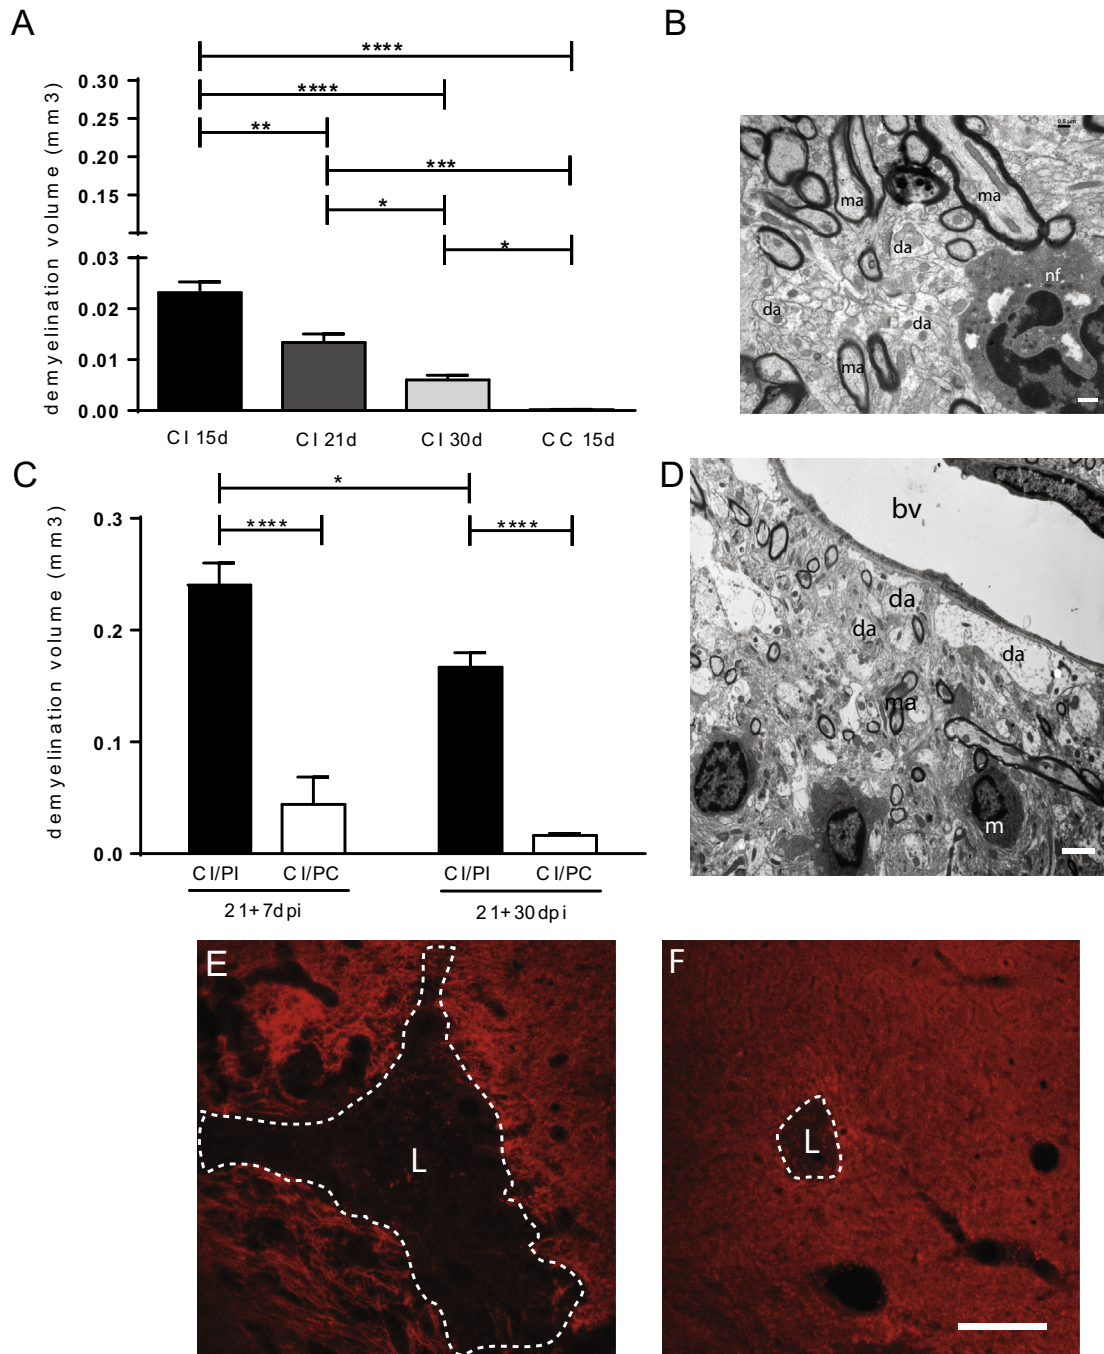 A
demyelination volume (mm3)
0.30
0.25
0.20
0.15
0.03
0.02
0.01
0.00
****
****
**
***
*
*
CI 15d
CI 21d
CI 30d
CC 15d
B
0.5 µm
ma
ma
da
nf
da
da
ma
C
demyelination volume (mm3)
0.3
0.2
0.1
0.0
*
****
****
CI/PI
CI/PC
CI/PI
CI/PC
21+7dpi
21+30dpi
D
bv
da
da
da
ma
m
E
L
F
L